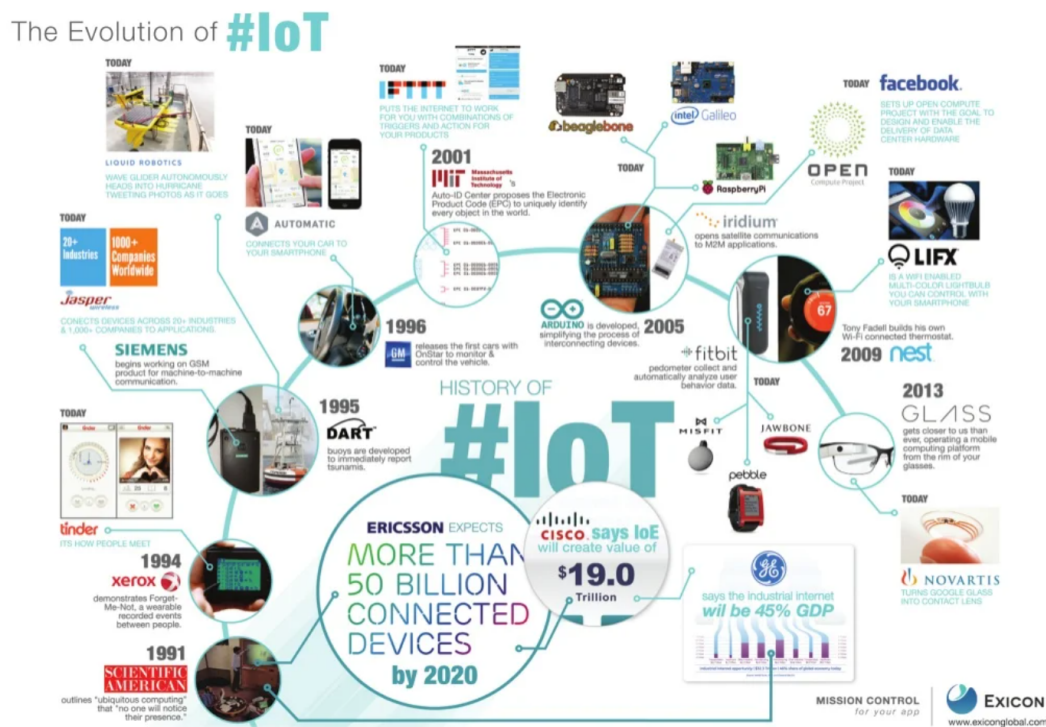 The Evolution of #IoT
TODAY
LIQUID ROBOTICS
WAVE GLIDER AUTONOMOUSLY
HEADS INTO HURRICANE
TWEETING PHOTOS AS IT GOES
TODAY
AUTOMATIC
CONNECTS YOUR CAR TO
YOUR SMARTPHONE
TODAY
IFTTT
PUTS THE INTERNET TO WORK
FOR YOU WITH COMBINATIONS OF
TRIGGERS AND ACTION FOR
YOUR PRODUCTS
2001
MIT Massachusetts
Institute of
Technology 's
Auto-ID Center proposes the Electronic
Product Code (EPC) to uniquely identify
every object in the world.
beaglebone
intel Galileo
TODAY
RaspberryPi
TODAY
facebook.
SETS UP OPEN COMPUTE
PROJECT WITH THE GOAL TO
DESIGN AND ENABLE THE
DELIVERY OF DATA
CENTER HARDWARE
OPEN
Compute Project
iridium
opens satellite communications
to M2M applications.
TODAY
LIFX
IS A WIFI ENABLED
MULTI-COLOR LIGHTBULB
YOU CAN CONTROL WITH
YOUR SMARTPHONE
TODAY
20+
Industries
1000+
Companies
Worldwide
Jasper
wireless
CONECTS DEVICES ACROSS 20+ INDUSTRIES
& 1,000+ COMPANIES TO APPLICATIONS.
SIEMENS
begins working on GSM
product for machine-to-machine
communication.
1996
GM
releases the first cars with
OnStar to monitor &
control the vehicle.
ARDUINO is developed,
simplifying the process of
interconnecting devices.
2005
67
Tony Fadell builds his own
Wi-Fi connected thermostat.
2009 nest
fitbit
pedometer collect and
automatically analyze user
behavior data.
TODAY
MISFIT
JAWBONE
pebble
2013
GLASS
gets closer to us than
ever, operating a mobile
computing platform
from the rim of your
glasses.
TODAY
NOVARTIS
TURNS GOOGLE GLASS
INTO CONTACT LENS
1995
DART
buoys are developed
to immediately report
tsunamis.
HISTORY OF
#IoT
TODAY
tinder
ITS HOW PEOPLE MEET
1994
xerox
demonstrates Forget-
Me-Not, a wearable
recorded events
between people.
1991
SCIENTIFIC
AMERICAN
outlines "ubiquitous computing"
that "no one will notice
their presence."
ERICSSON EXPECTS
MORE THAN
50 BILLION
CONNECTED
DEVICES
by 2020
CISCO. says IoE
will create value of
$19.0
Trillion
GE
says the industrial internet
wil be 45% GDP
MISSION CONTROL
for your app
EXICON
www.exiconglobal.com